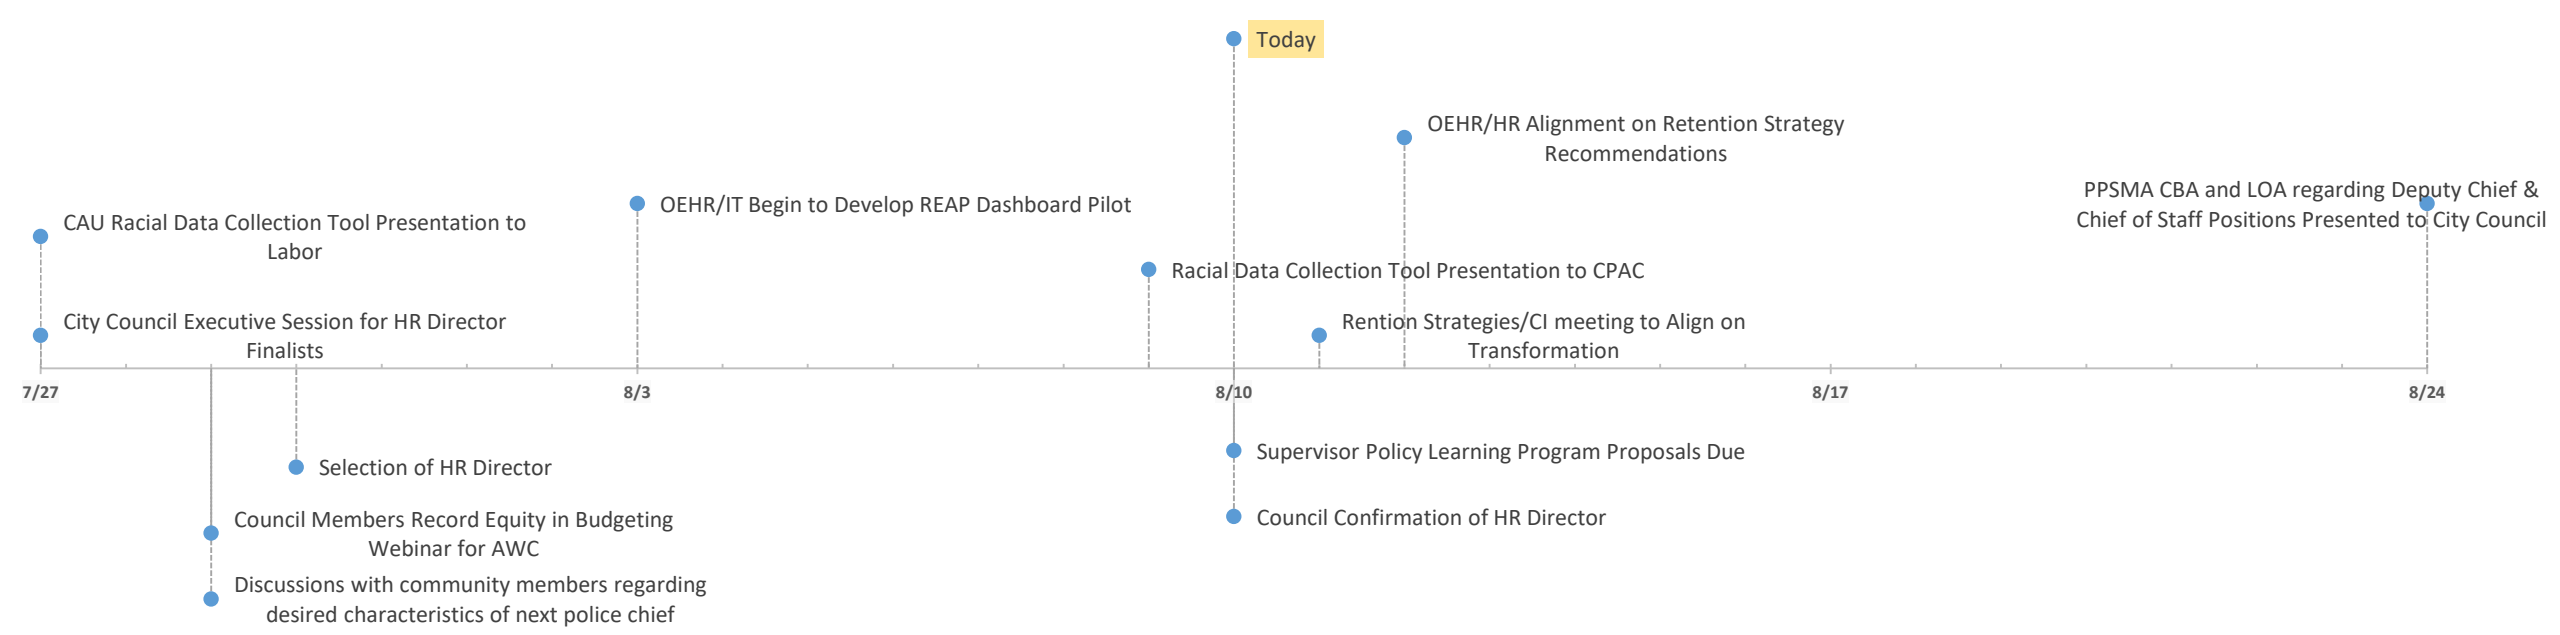 Today
OEHR/HR Alignment on Retention Strategy
Recommendations
PPSMA CBA and LOA regarding Deputy Chief &
Chief of Staff Positions Presented to City Council
CAU Racial Data Collection Tool Presentation to
Labor
OEHR/IT Begin to Develop REAP Dashboard Pilot
Racial Data Collection Tool Presentation to CPAC
City Council Executive Session for HR Director
Finalists
Rention Strategies/CI meeting to Align on
Transformation
7/27
8/3
8/10
8/17
8/24
Selection of HR Director
Supervisor Policy Learning Program Proposals Due
Council Members Record Equity in Budgeting
Webinar for AWC
Council Confirmation of HR Director
Discussions with community members regarding
desired characteristics of next police chief